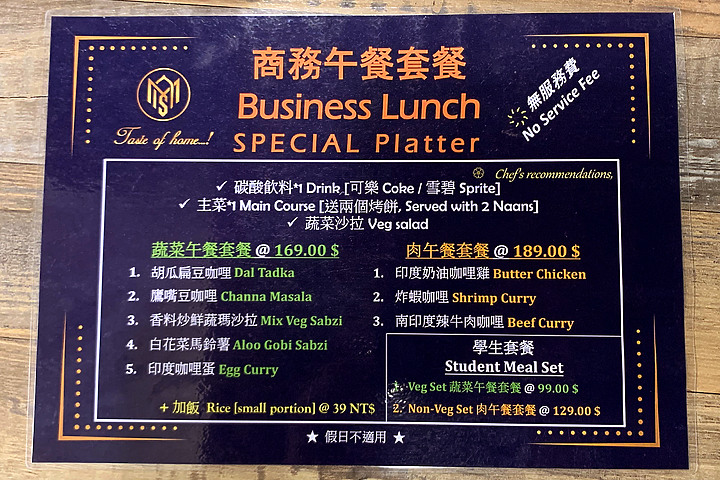 商務午餐套餐
Business Lunch
SPECIAL Platter
Taste of home...!
無服務費
No Service Fee
Chef's recommendations,
✓ 碳酸飲料*1 Drink [可樂 Coke / 雪碧 Sprite]
✓ 主菜*1 Main Course [送兩個烤餅, Served with 2 Naans]
✓ 蔬菜沙拉 Veg salad
蔬菜午餐套餐 @ 169.00 $
1. 胡瓜扁豆咖哩 Dal Tadka
2. 鷹嘴豆咖哩 Channa Masala
3. 香料炒鮮蔬瑪沙拉 Mix Veg Sabzi
4. 白花菜馬鈴薯 Aloo Gobi Sabzi
5. 印度咖哩蛋 Egg Curry
+ 加飯 Rice [small portion] @ 39 NT$
肉午餐套餐 @ 189.00 $
1. 印度奶油咖哩雞 Butter Chicken
2. 炸蝦咖哩 Shrimp Curry
3. 南印度辣牛肉咖哩 Beef Curry
學生套餐
Student Meal Set
1. Veg Set 蔬菜午餐套餐 @ 99.00 $
2. Non-Veg Set 肉午餐套餐 @ 129.00 $
★ 假日不適用 ★